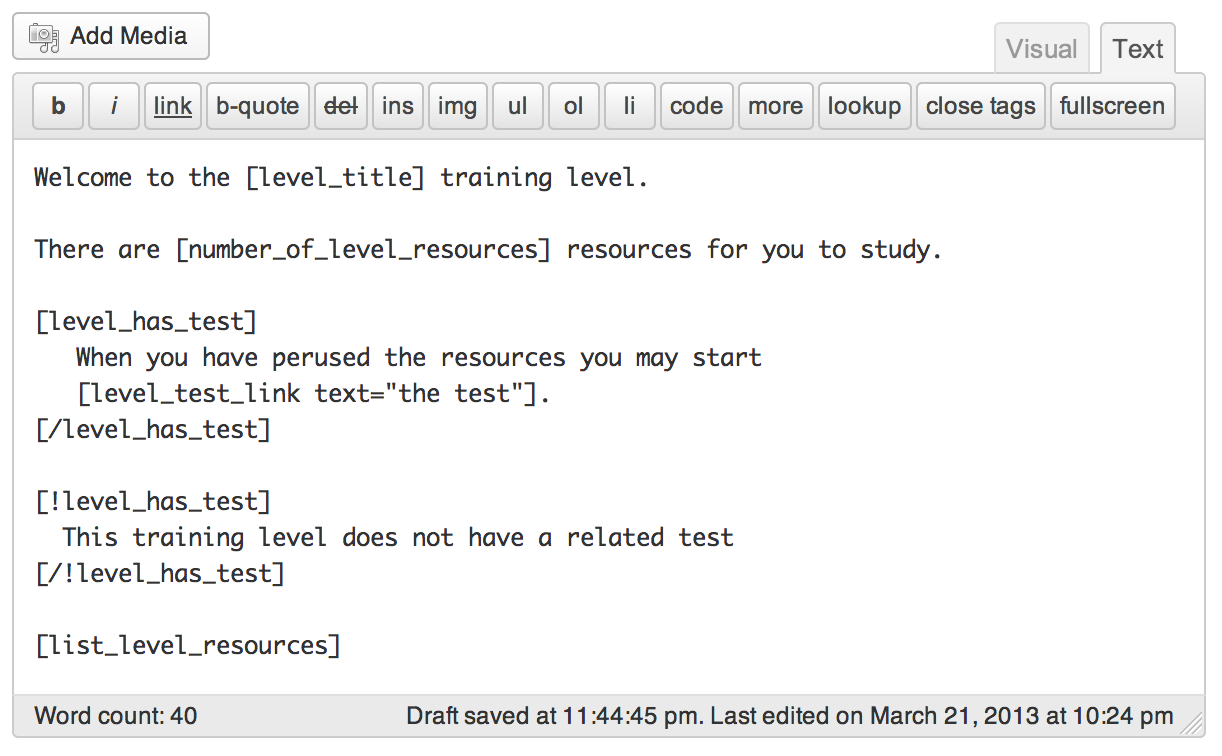 Add Media
Visual Text
b i link b-quote del ins img ul ol li code more lookup close tags fullscreen
Welcome to the [level_title] training level.
There are [number_of_level_resources] resources for you to study.
[level_has_test]
When you have perused the resources you may start
[level_test_link text="the test"].
[/level_has_test]
[!level_has_test]
This training level does not have a related test
[/!level_has_test]
[list_level_resources]
Word count: 40 Draft saved at 11:44:45 pm. Last edited on March 21, 2013 at 10:24 pm